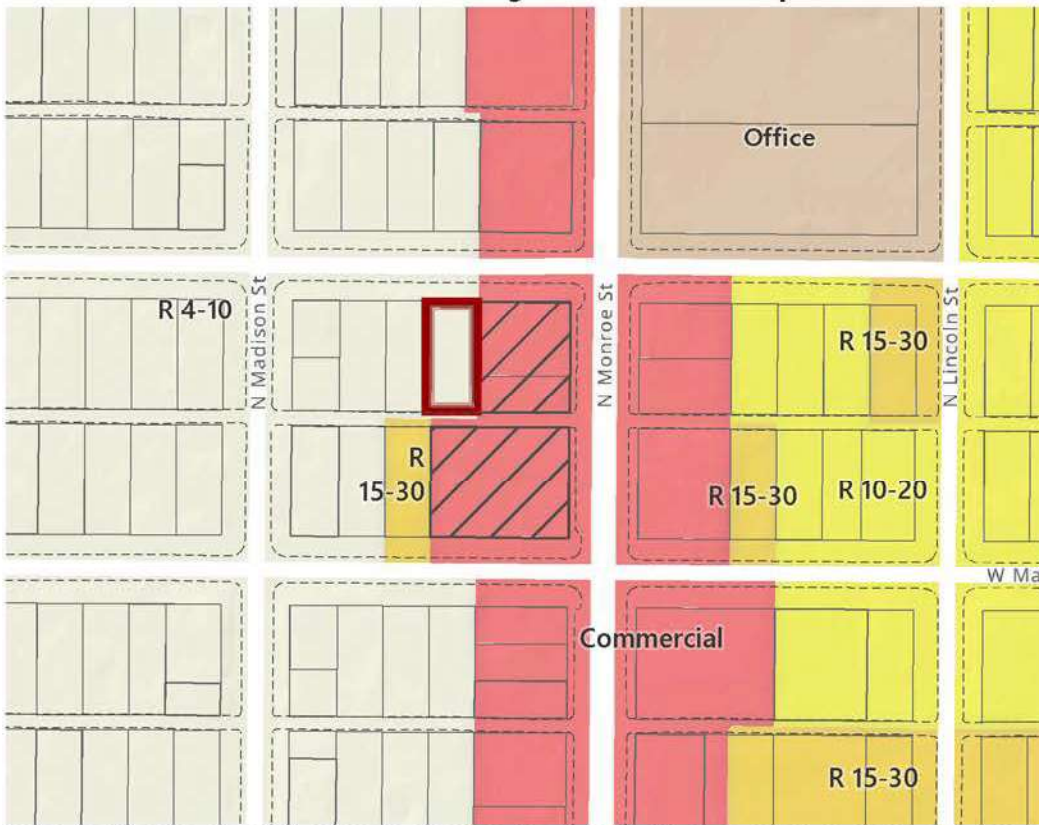 Office
R 4-10
N Madison St
N Monroe St
R 15-30
N Lincoln St
R
15-30
R 15-30
R 10-20
W Ma
Commercial
R 15-30